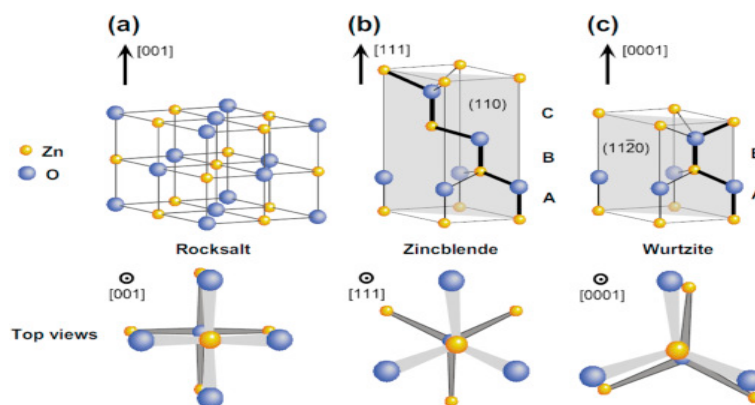 (a) (b) (c)
[001] [111] [0001]
(110)
C
Zn
O
(112̄0)
B
A
Rocksalt Zincblende Wurtzite
[001] [111] [0001]
Top views